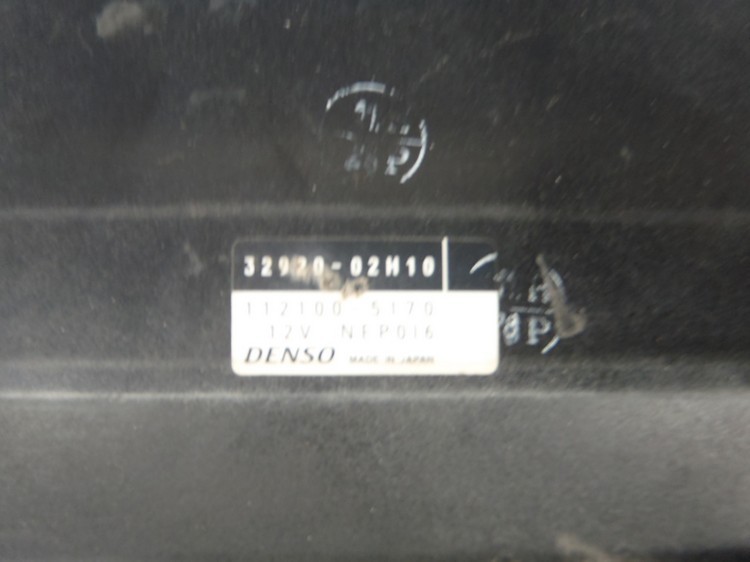 32920-02H10
112100 5170
12V NEP016
DENSO MADE IN JAPAN